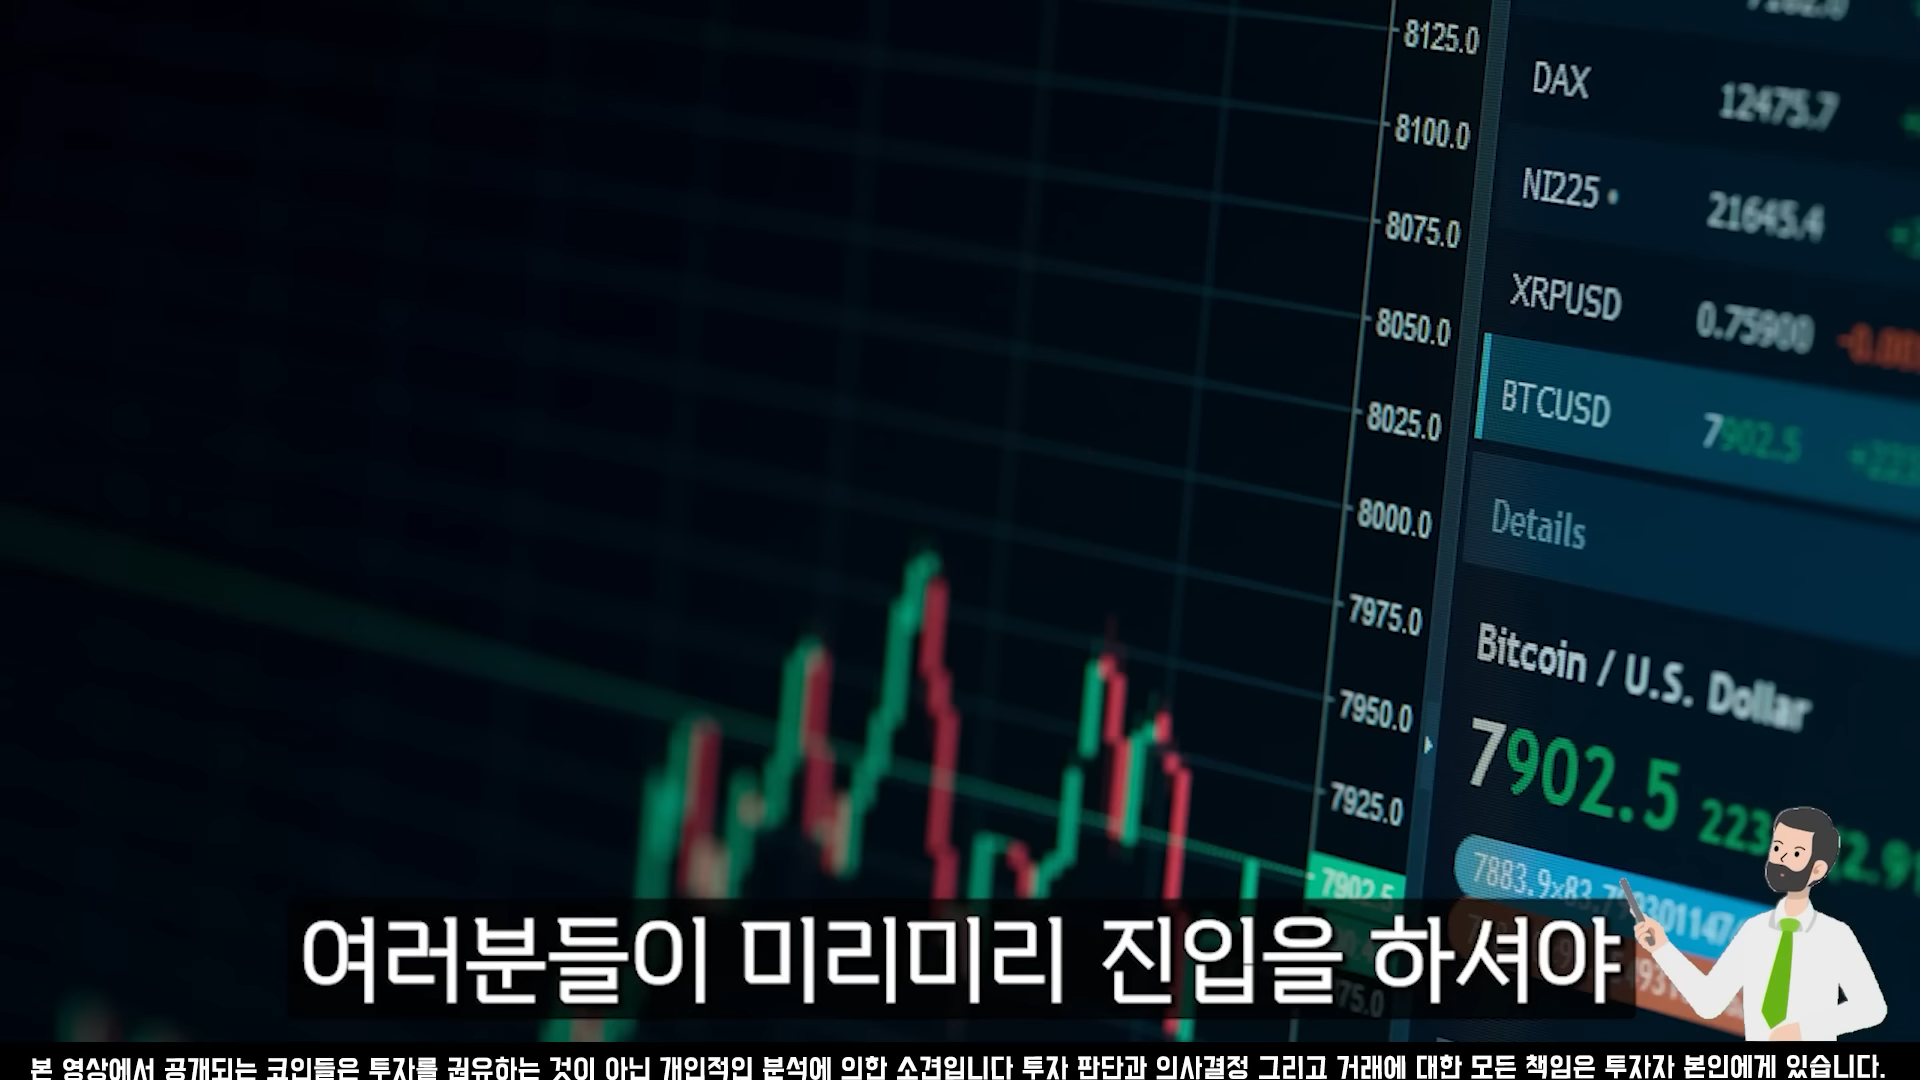 8125.0
8100.0
8075.0
8050.0
8025.0
8000.0
7975.0
7950.0
7925.0
7902.5
DAX 12475.7
NI225 21645.4
XRPUSD 0.75900
BTCUSD 7902.5
Details
Bitcoin / U.S. Dollar
7902.5
여러분들이 미리미리 진입을 하셔야
본 영상에서 공개되는 코인들은 투자를 권유하는 것이 아닌 개인적인 분석에 의한 소견입니다 투자 판단과 의사결정 그리고 거래에 대한 모든 책임은 투자자 본인에게 있습니다.